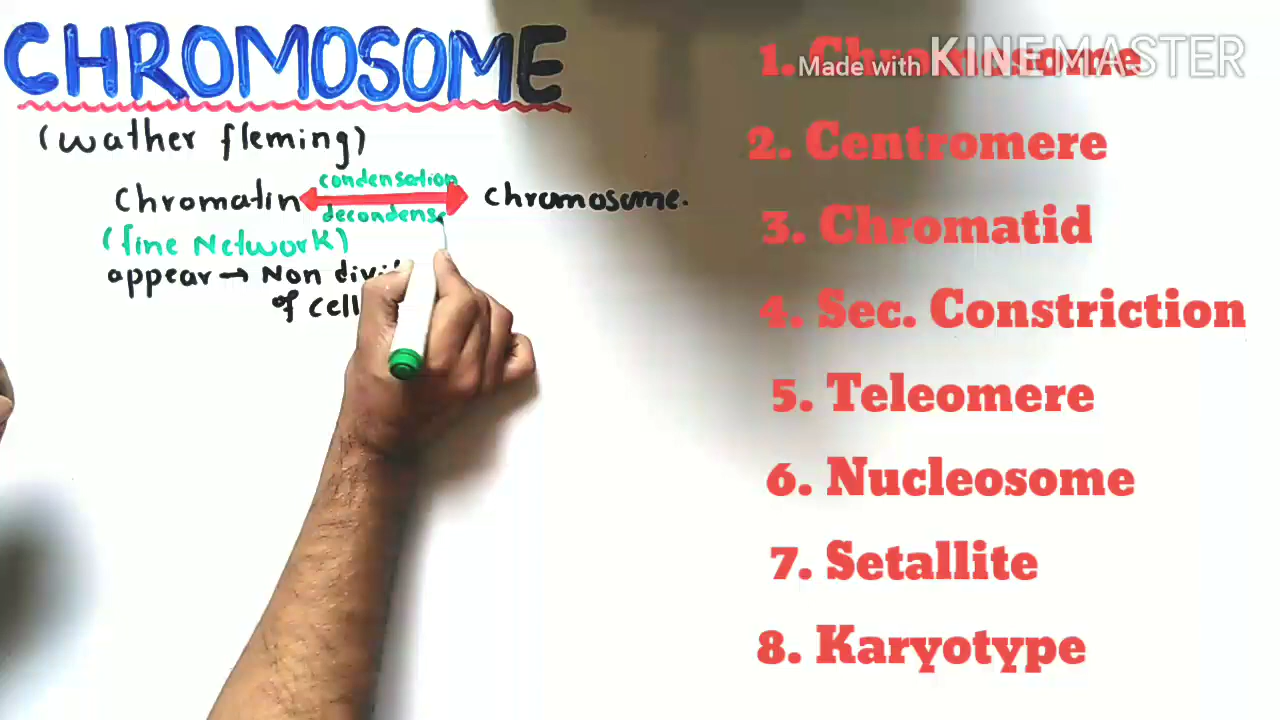 CHROMOSOME
(wather fleming)
condensation
Chromatin
chromosome.
decondense
(fine Network)
appear → Non
of cell
1. Chromosome
Made with KINEMASTER
2. Centromere
3. Chromatid
4. Sec. Constriction
5. Teleomere
6. Nucleosome
7. Setallite
8. Karyotype